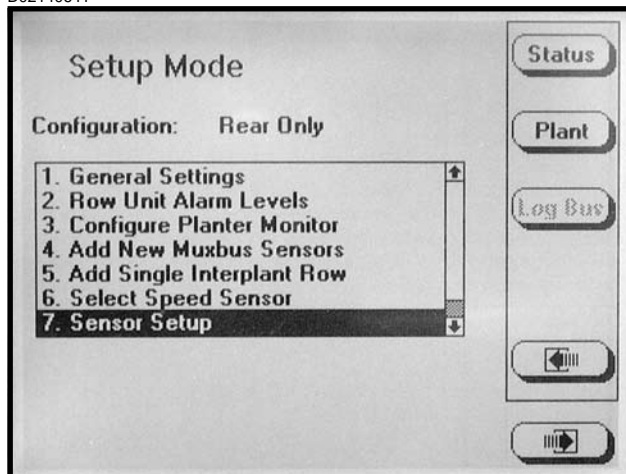 Setup Mode
Status
Configuration: Rear Only
Plant
1. General Settings
2. Row Unit Alarm Levels
3. Configure Planter Monitor
4. Add New Muxbus Sensors
5. Add Single Interplant Row
6. Select Speed Sensor
7. Sensor Setup
Log Bus